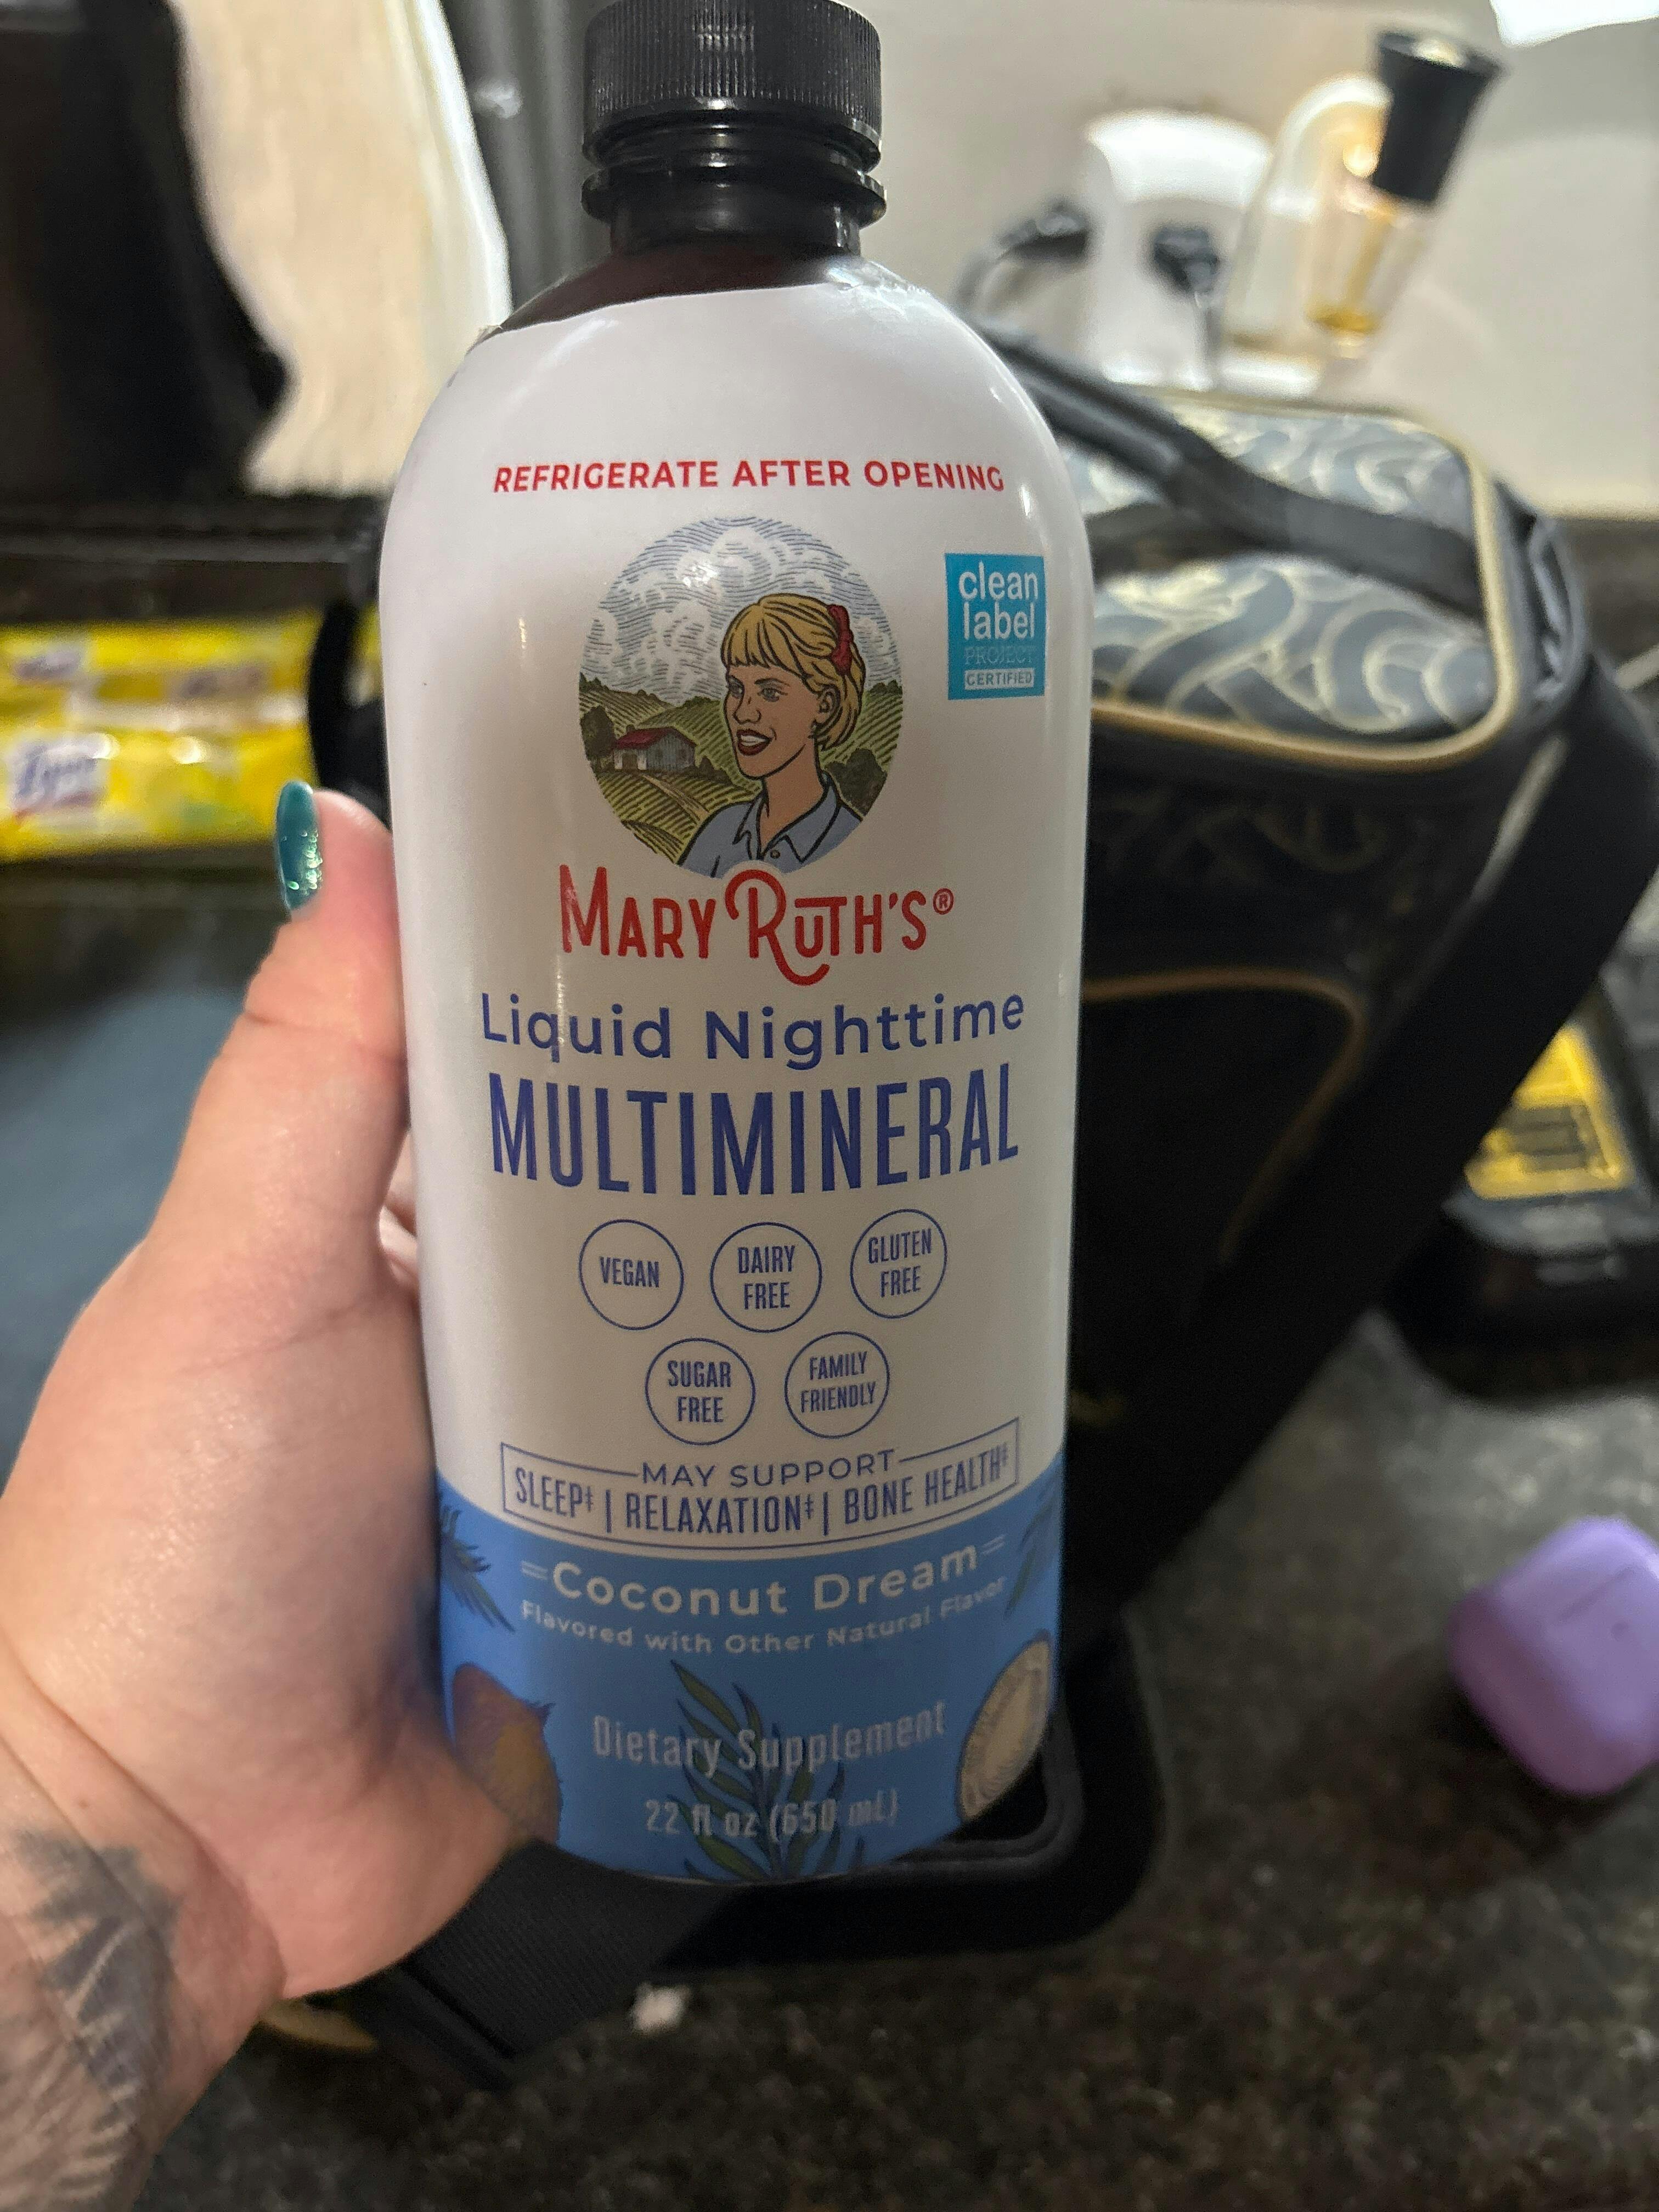 REFRIGERATE AFTER OPENING
clean
label
PROJECT
CERTIFIED
MARY RUTH'S®
Liquid Nighttime
MULTIMINERAL
VEGAN
DAIRY
FREE
GLUTEN
FREE
SUGAR
FREE
FAMILY
FRIENDLY
MAY SUPPORT
SLEEP‡ | RELAXATION‡ | BONE HEALTH‡
Coconut Dream
Flavored with Other Natural Flavor
Dietary Supplement
22 fl oz (650 mL)
Lysol